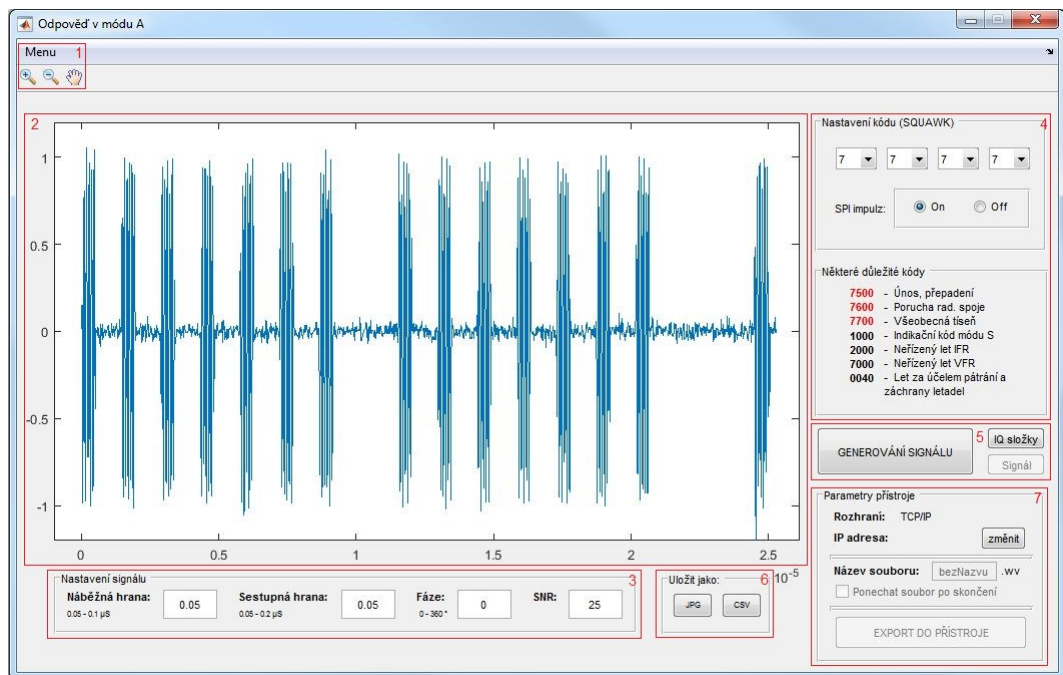 Odpověď v módu A
Menu 1
2
1
0.5
0
-0.5
-1
0 0.5 1 1.5 2 2.5
10-5
4
Nastavení kódu (SQUAWK)
7 7 7 7
SPI impulz: On Off
Některé důležité kódy
7500 - Únos, přepadení
7600 - Porucha rad. spoje
7700 - Všeobecná tíseň
1000 - Indikační kód módu S
2000 - Neřízený let IFR
7000 - Neřízený let VFR
0040 - Let za účelem pátrání a
záchrany letadel
GENEROVÁNÍ SIGNÁLU 5 IQ složky
Signál
Nastavení signálu 3
Náběžná hrana: 0.05 Sestupná hrana: 0.05 Fáze: 0 SNR: 25
0.05 - 0.1 µS 0.05 - 0.2 µS 0 - 360 °
Uložit jako: 6
JPG CSV
Parametry přístroje 7
Rozhraní: TCP/IP
IP adresa: změnit
Název souboru: bezNazvu .wv
Ponechat soubor po skončení
EXPORT DO PŘÍSTROJE